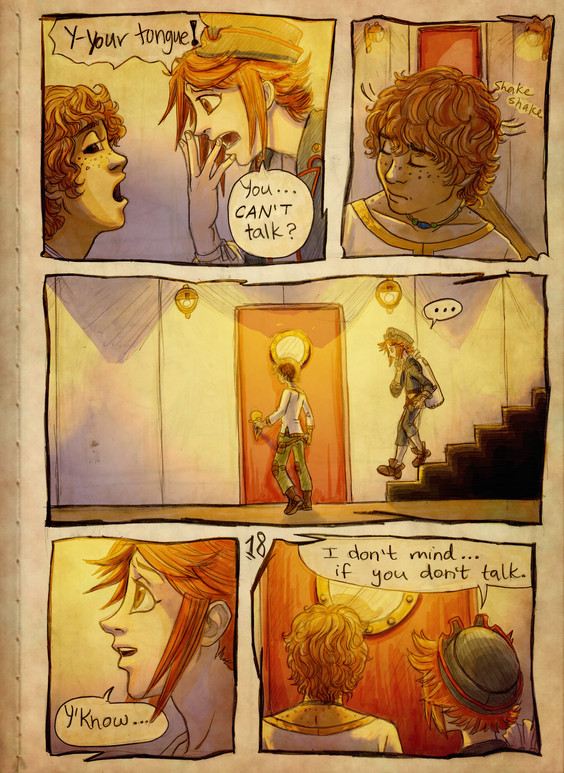 Y-Your tongue!
You...
CAN'T
talk?
Shake
shake
...
Y'Know...
18
I don't mind...
if you don't talk.